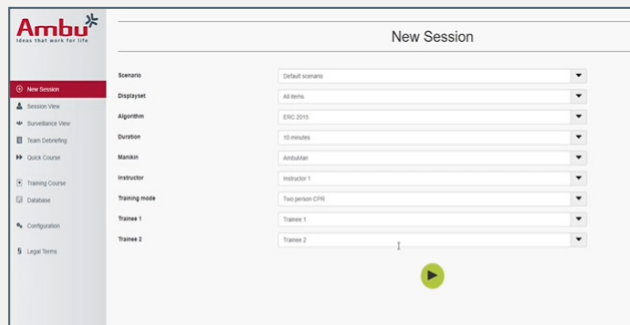 Ambu
Ideas that work for life
New Session
New Session
Session View
Surveillance View
Team Debriefing
Quick Course
Training Course
Database
Configuration
§ Legal Terms
Scenario Default scenario
Displayset All items
Algorithm ERC 2015
Duration 10 minutes
Manikin AmbuMan
Instructor Instructor 1
Training mode Two person CPR
Trainee 1 Trainee 1
Trainee 2 Trainee 2